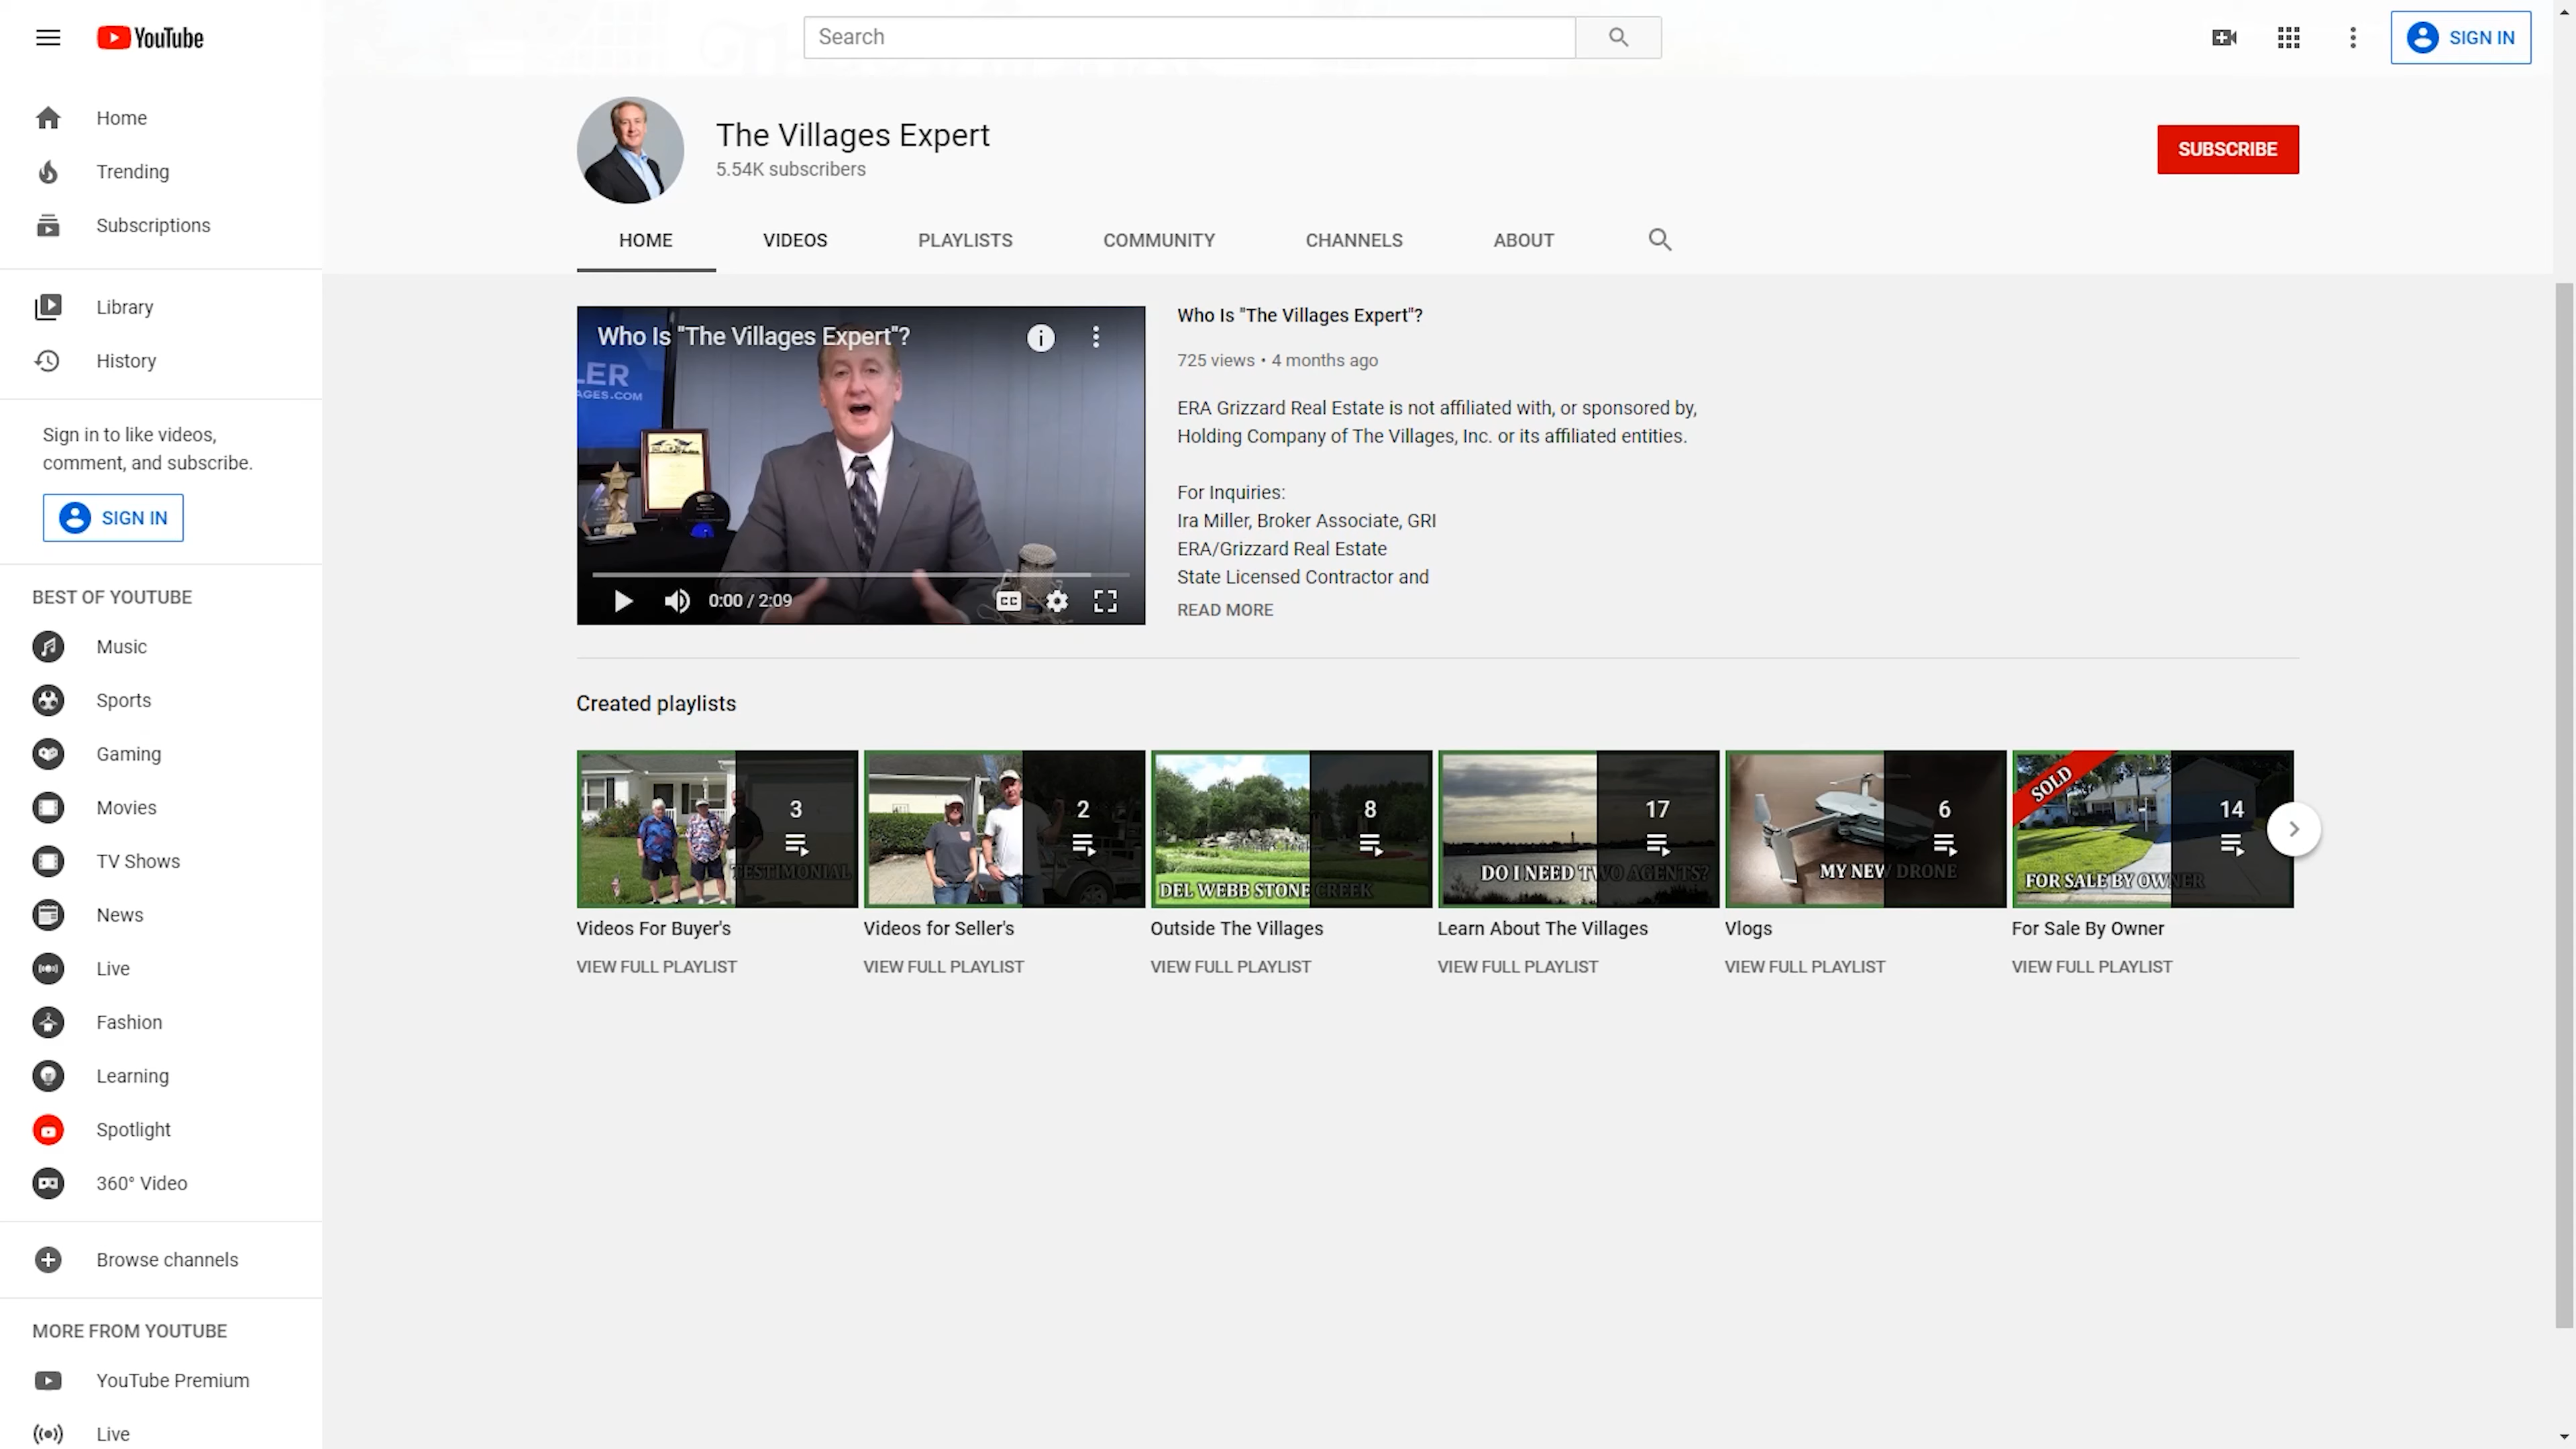 YouTube
Search
SIGN IN
Home
Trending
Subscriptions
Library
History
Sign in to like videos,
comment, and subscribe.
SIGN IN
BEST OF YOUTUBE
Music
Sports
Gaming
Movies
TV Shows
News
Live
Fashion
Learning
Spotlight
360° Video
Browse channels
MORE FROM YOUTUBE
YouTube Premium
Live
The Villages Expert
5.54K subscribers
SUBSCRIBE
HOME
VIDEOS
PLAYLISTS
COMMUNITY
CHANNELS
ABOUT
Who Is "The Villages Expert"?
LER
AGES.COM
0:00 / 2:09
CC
Who Is "The Villages Expert"?
725 views • 4 months ago
ERA Grizzard Real Estate is not affiliated with, or sponsored by,
Holding Company of The Villages, Inc. or its affiliated entities.
For Inquiries:
Ira Miller, Broker Associate, GRI
ERA/Grizzard Real Estate
State Licensed Contractor and
READ MORE
Created playlists
3
TESTIMONIAL
Videos For Buyer's
VIEW FULL PLAYLIST
2
Videos for Seller's
VIEW FULL PLAYLIST
8
DEL WEBB STONE CREEK
Outside The Villages
VIEW FULL PLAYLIST
17
DO I NEED TWO AGENTS?
Learn About The Villages
VIEW FULL PLAYLIST
6
MY NEW DRONE
Vlogs
VIEW FULL PLAYLIST
SOLD
14
FOR SALE BY OWNER
For Sale By Owner
VIEW FULL PLAYLIST